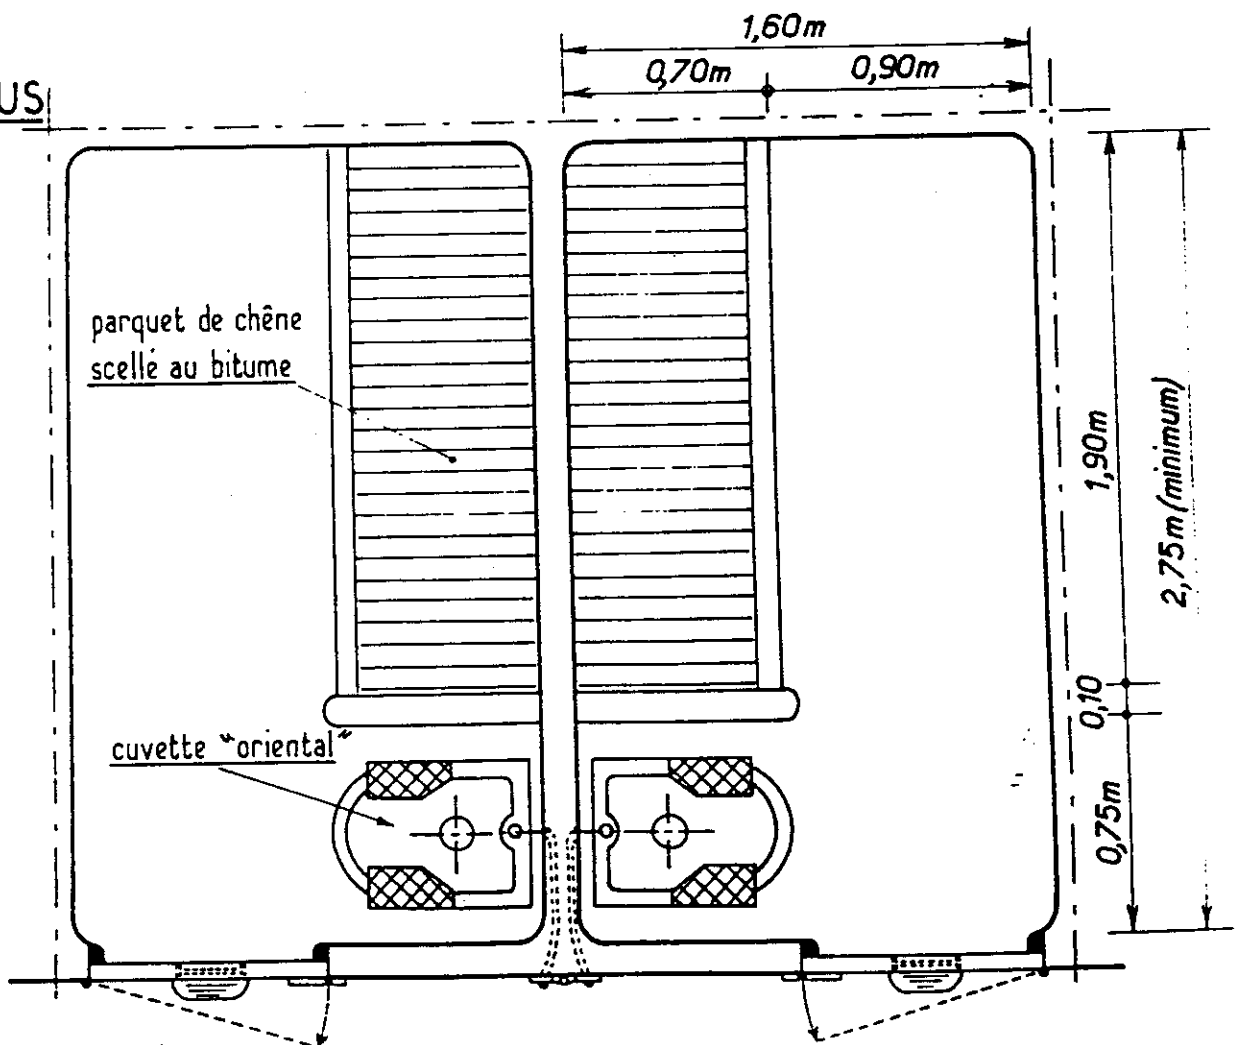 US
1,60m
0,70m
0,90m
parquet de chêne
scellé au bitume
1,90m
2,75m (minimum)
0,10
cuvette "oriental"
0,75m